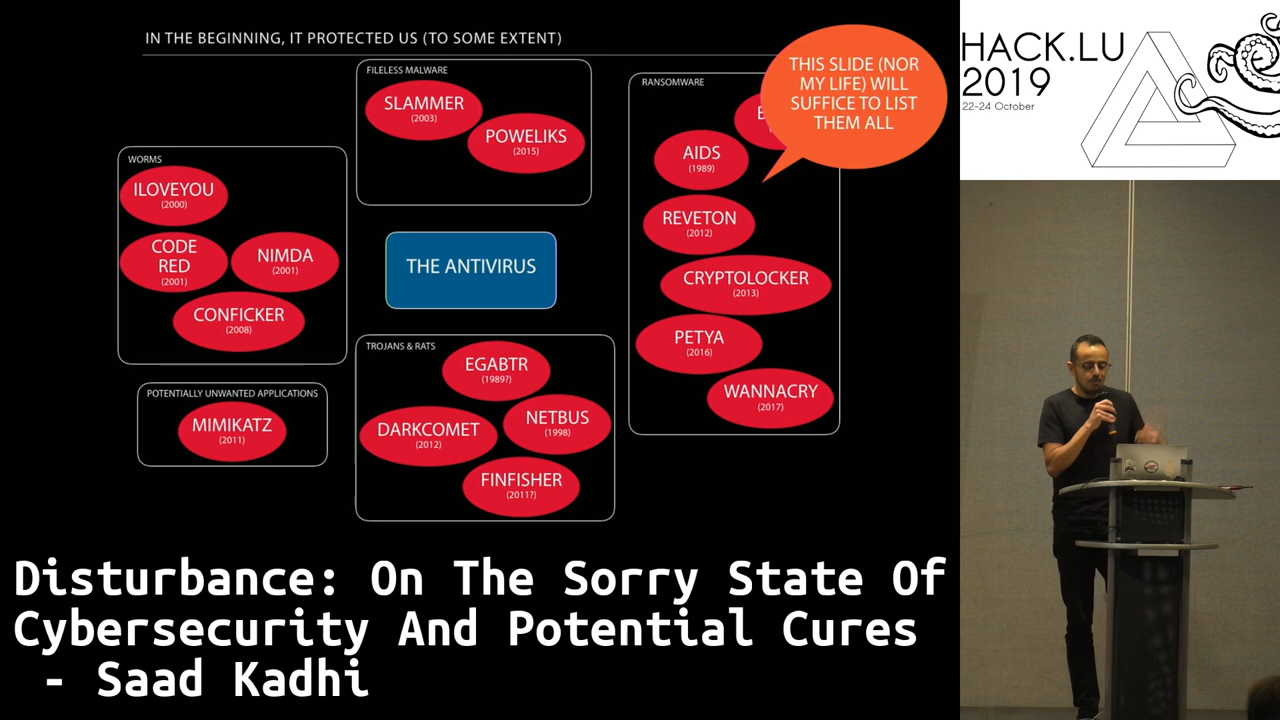 IN THE BEGINNING, IT PROTECTED US (TO SOME EXTENT)
FILELESS MALWARE
SLAMMER
(2003)
POWELIKS
(2015)
RANSOMWARE
THIS SLIDE (NOR
MY LIFE) WILL
SUFFICE TO LIST
THEM ALL
AIDS
(1989)
REVETON
(2012)
CRYPTOLOCKER
(2013)
PETYA
(2016)
WANNACRY
(2017)
WORMS
ILOVEYOU
(2000)
CODE
RED
(2001)
NIMDA
(2001)
CONFICKER
(2008)
THE ANTIVIRUS
POTENTIALLY UNWANTED APPLICATIONS
MIMIKATZ
(2011)
TROJANS & RATS
EGABTR
(1989?)
DARKCOMET
(2012)
NETBUS
(1998)
FINFISHER
(2011?)
HACK.LU
2019
22-24 October
Disturbance: On The Sorry State Of
Cybersecurity And Potential Cures
- Saad Kadhi